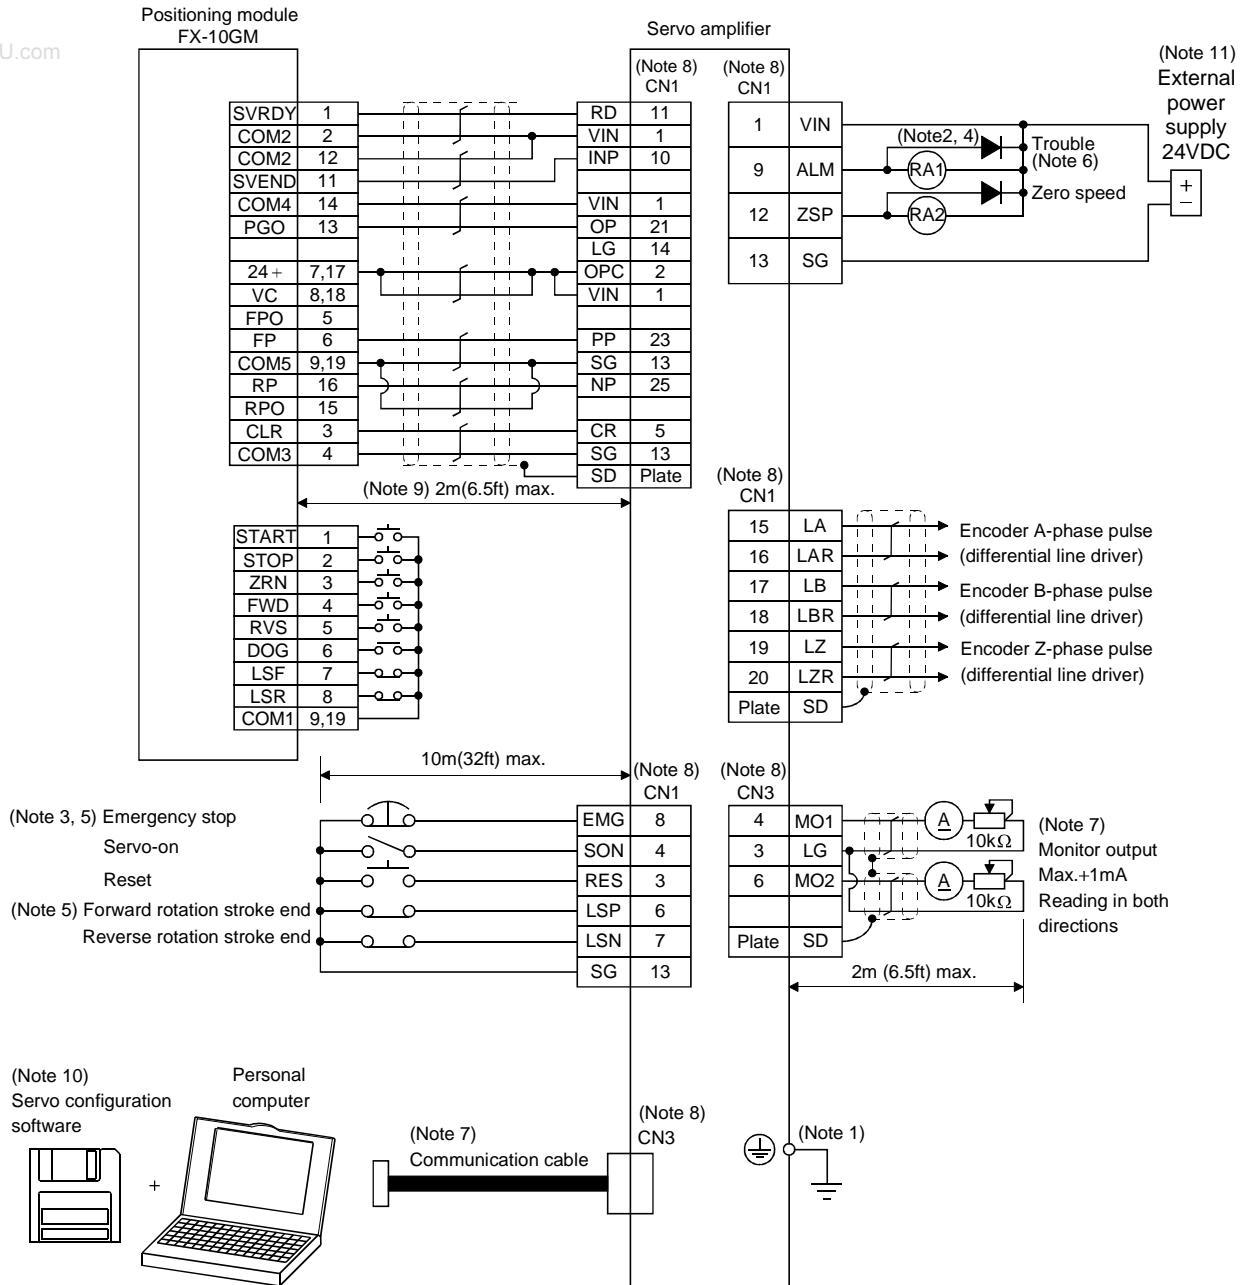 Positioning module
FX-10GM
U.com
Servo amplifier
(Note 8)
CN1
(Note 8)
CN1
(Note 11)
External
power
supply
24VDC
SVRDY 1
COM2 2
COM2 12
SVEND 11
COM4 14
PGO 13
24+ 7,17
VC 8,18
FPO 5
FP 6
COM5 9,19
RP 16
RPO 15
CLR 3
COM3 4
RD 11
VIN 1
INP 10
VIN 1
OP 21
LG 14
OPC 2
VIN 1
PP 23
SG 13
NP 25
CR 5
SG 13
SD Plate
1 VIN
9 ALM
12 ZSP
13 SG
(Note2, 4)
RA1
RA2
Trouble
(Note 6)
Zero speed
+
−
(Note 9) 2m(6.5ft) max.
START 1
STOP 2
ZRN 3
FWD 4
RVS 5
DOG 6
LSF 7
LSR 8
COM1 9,19
(Note 8)
CN1
15 LA
16 LAR
17 LB
18 LBR
19 LZ
20 LZR
Plate SD
Encoder A-phase pulse
(differential line driver)
Encoder B-phase pulse
(differential line driver)
Encoder Z-phase pulse
(differential line driver)
10m(32ft) max.
(Note 8)
CN1
(Note 3, 5) Emergency stop
Servo-on
Reset
(Note 5) Forward rotation stroke end
Reverse rotation stroke end
EMG 8
SON 4
RES 3
LSP 6
LSN 7
SG 13
(Note 8)
CN3
4 MO1
3 LG
6 MO2
Plate SD
A
10kΩ
A
10kΩ
(Note 7)
Monitor output
Max.+1mA
Reading in both
directions
2m (6.5ft) max.
(Note 10)
Servo configuration
software
+
Personal
computer
(Note 7)
Communication cable
(Note 8)
CN3
(Note 1)